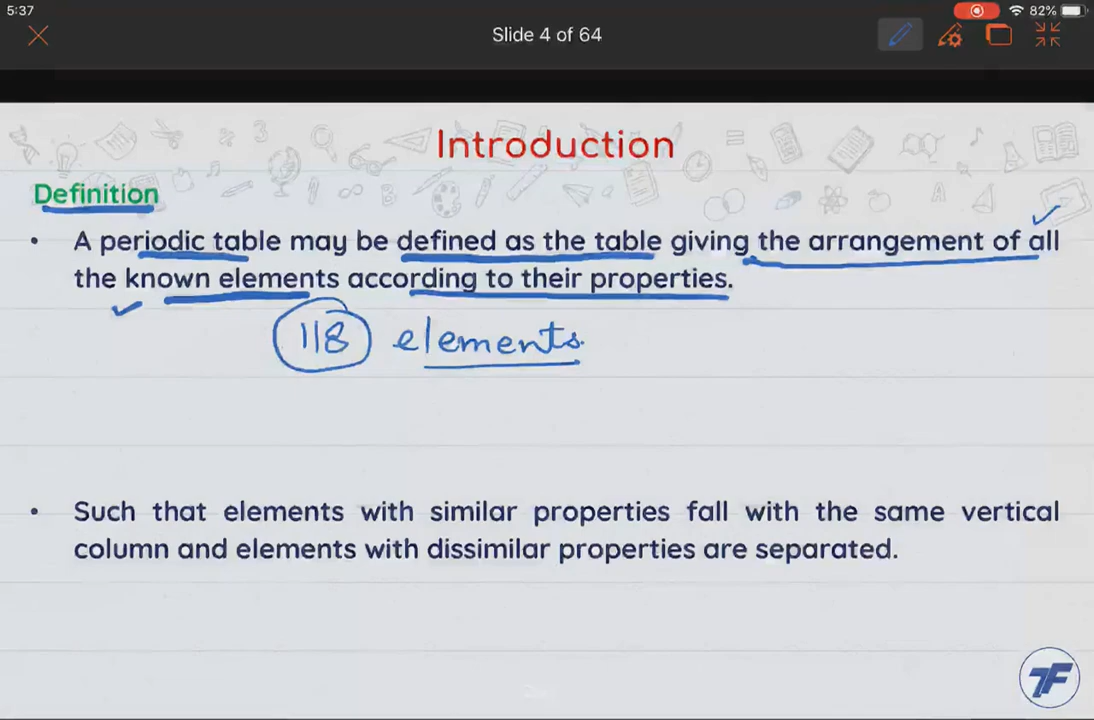 5:37
82%
Slide 4 of 64
Introduction
Definition
• A periodic table may be defined as the table giving the arrangement of all
the known elements according to their properties.
118 elements.
• Such that elements with similar properties fall with the same vertical
column and elements with dissimilar properties are separated.